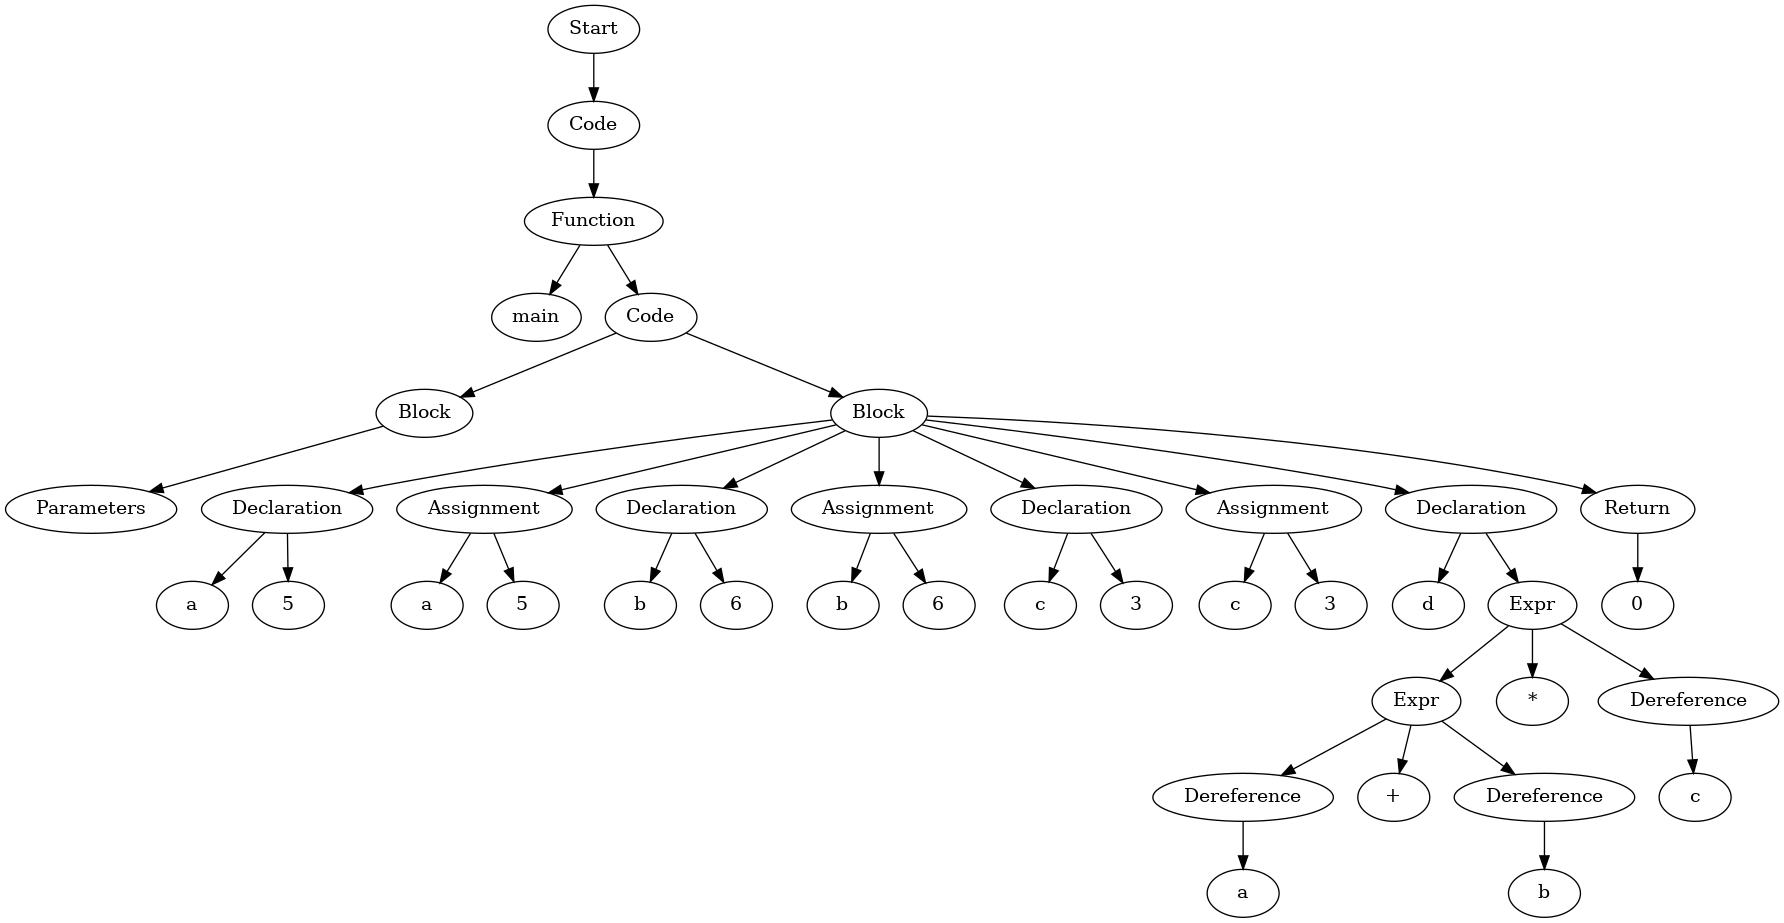 Start
Code
Function
main Code
Block Block
Parameters Declaration Assignment Declaration Assignment Declaration Assignment Declaration Return
a 5 a 5 b 6 b 6 c 3 c 3 d Expr 0
Expr * Dereference
Dereference + Dereference c
a b